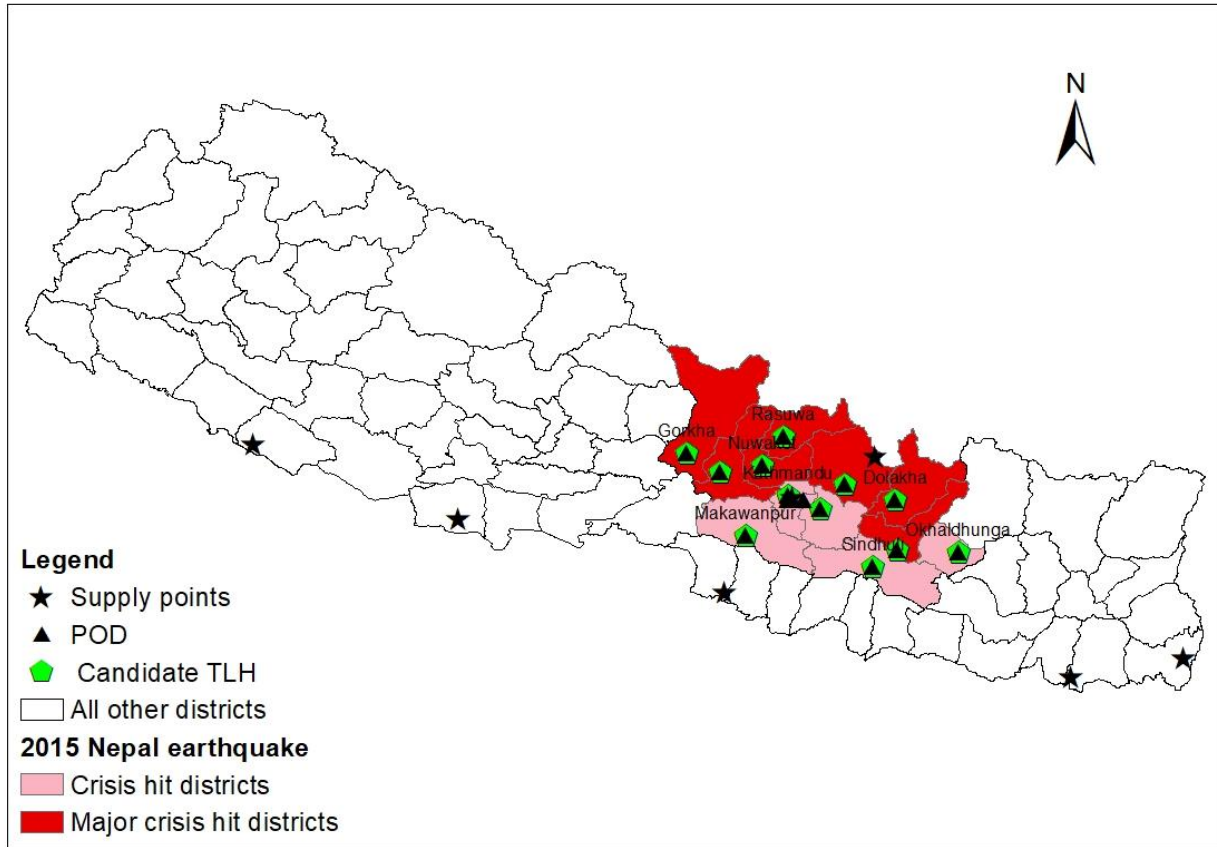 N
Rasuwa
Gorkha
Nuwakot
Kathmandu
Dolakha
Makawanpur
Okhaldhunga
Sindhuli
Legend
Supply points
POD
Candidate TLH
All other districts
2015 Nepal earthquake
Crisis hit districts
Major crisis hit districts